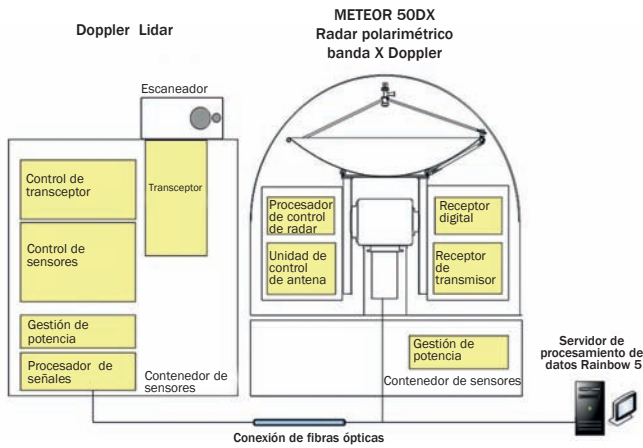 Doppler Lidar
METEOR 50DX
Radar polarimétrico
banda X Doppler
Escaneador
Control de
transceptor
Transceptor
Control de
sensores
Gestión de
potencia
Procesador de
señales
Contenedor de
sensores
Procesador
de control
de radar
Unidad de
control
de antena
Receptor
digital
Receptor
de
transmisor
Gestión de
potencia
Contenedor de sensores
Servidor de
procesamiento de
datos Rainbow 5
Conexión de fibras ópticas